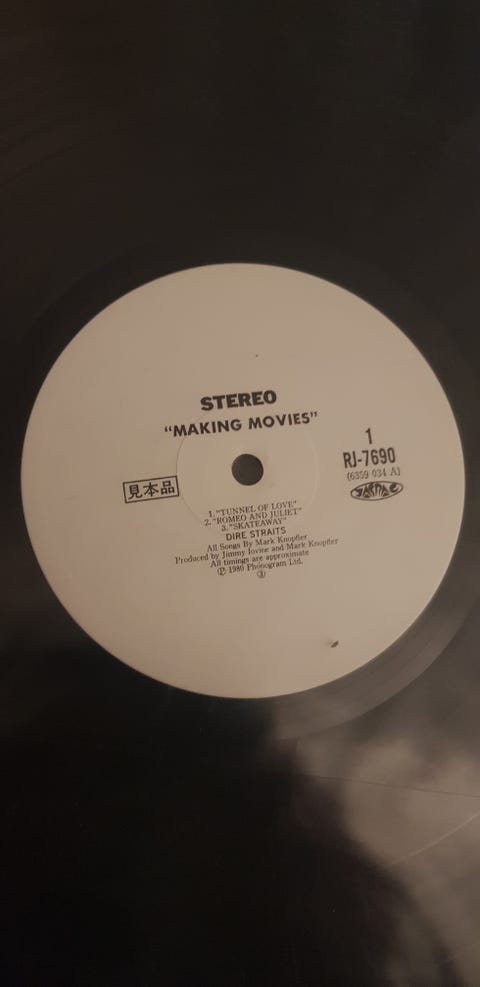 STEREO
"MAKING MOVIES"
1
RJ-7690
(6359 034 A)
JASRAC
見本品
1. "TUNNEL OF LOVE"
2. "ROMEO AND JULIET"
3. "SKATEAWAY"
DIRE STRAITS
All Songs By Mark Knopfler
Produced by Jimmy Iovine and Mark Knopfler
All timings are approximate
Ⓟ 1980 Phonogram Ltd.